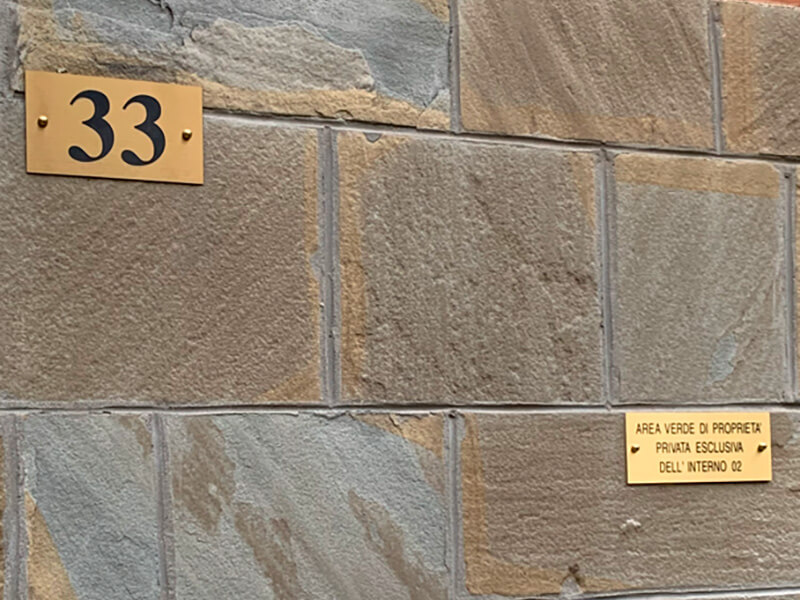 33
AREA VERDE DI PROPRIETA'
PRIVATA ESCLUSIVA
DELL' INTERNO 02